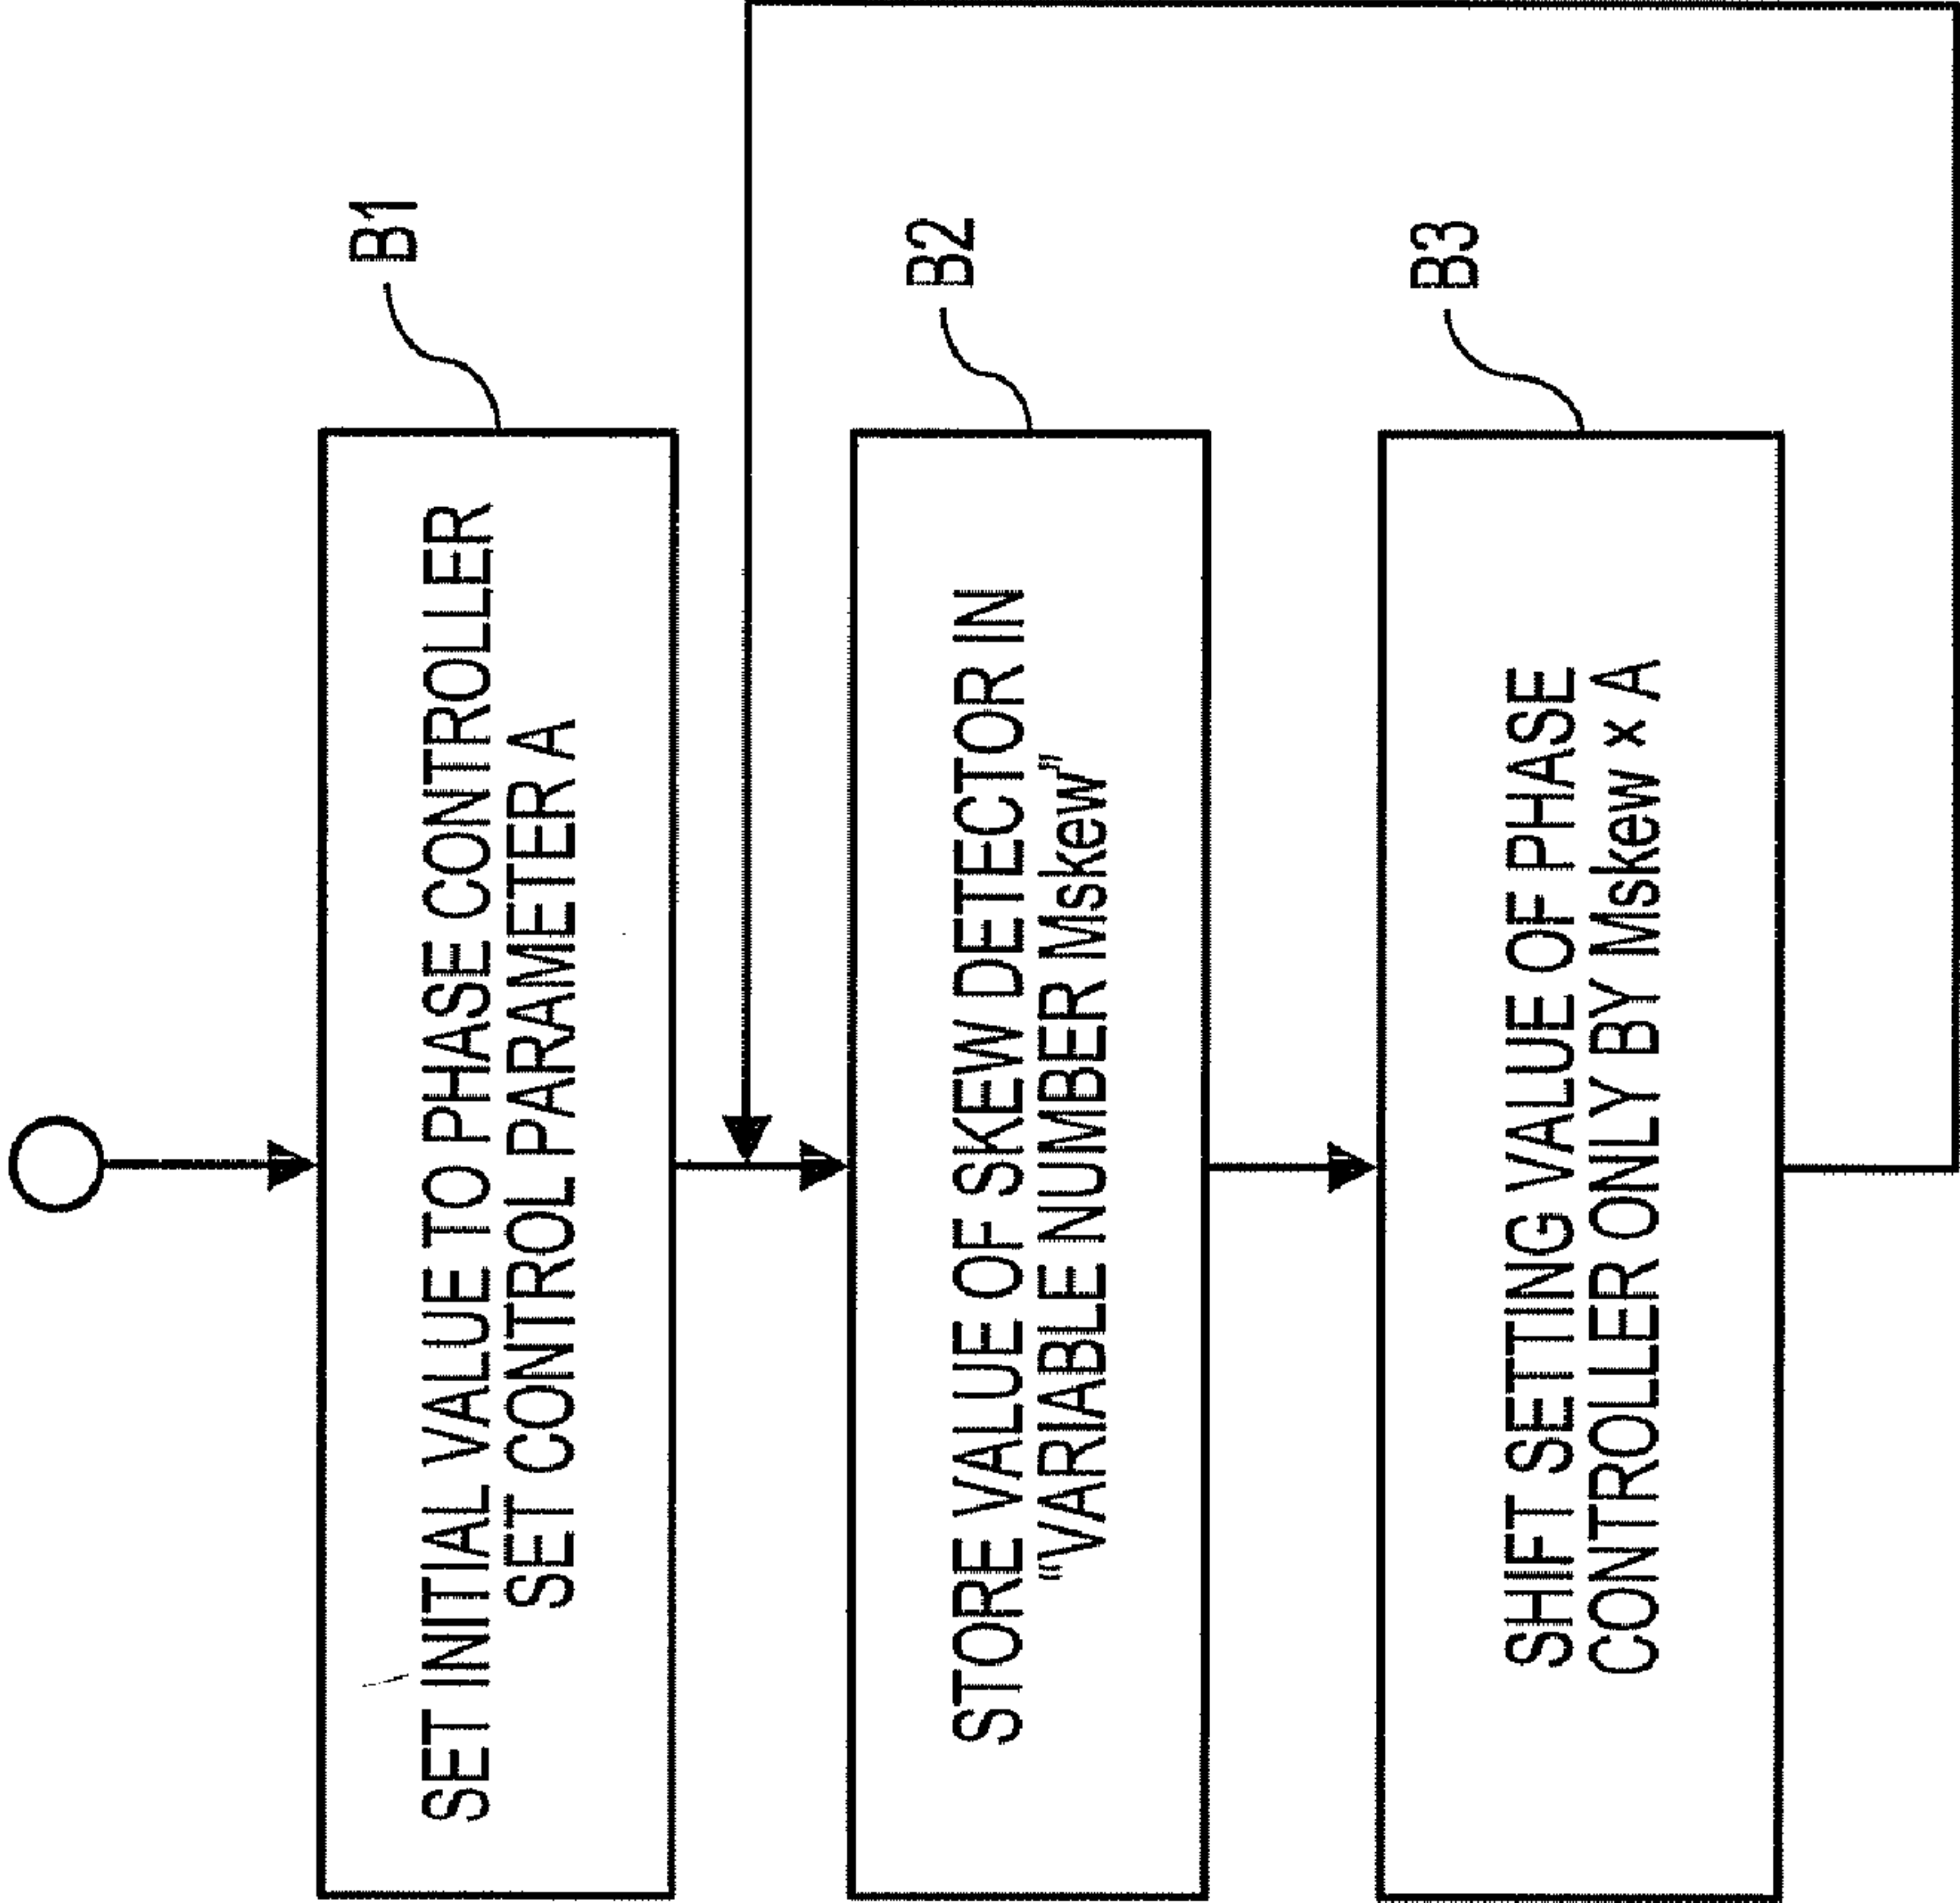 B1
SET INITIAL VALUE TO PHASE CONTROLLER
SET CONTROL PARAMETER A
B2
STORE VALUE OF SKEW DETECTOR IN
“VARIABLE NUMBER Mskew”
B3
SHIFT SETTING VALUE OF PHASE
CONTROLLER ONLY BY Mskew × A